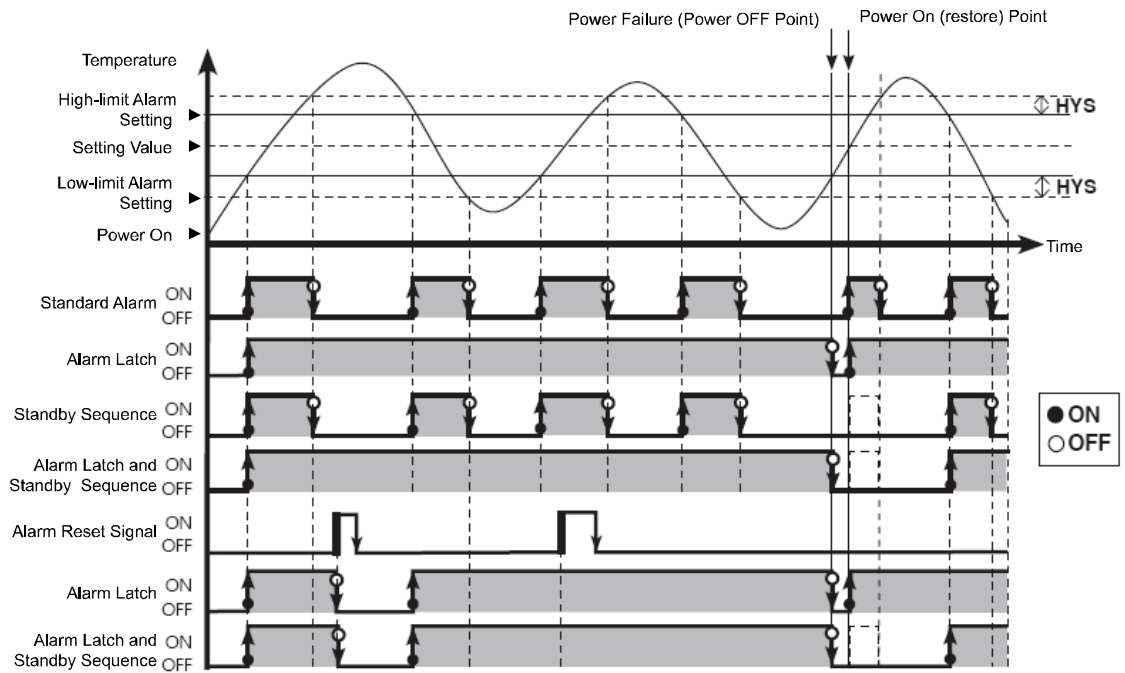 Power Failure (Power OFF Point)
Power On (restore) Point
Temperature
High-limit Alarm
Setting
HYS
Setting Value
Low-limit Alarm
Setting
HYS
Power On
Time
Standard Alarm
ON
OFF
Alarm Latch
ON
OFF
Standby Sequence
ON
OFF
Alarm Latch and
Standby Sequence
ON
OFF
ON
OFF
Alarm Reset Signal
ON
OFF
Alarm Latch
ON
OFF
Alarm Latch and
Standby Sequence
ON
OFF